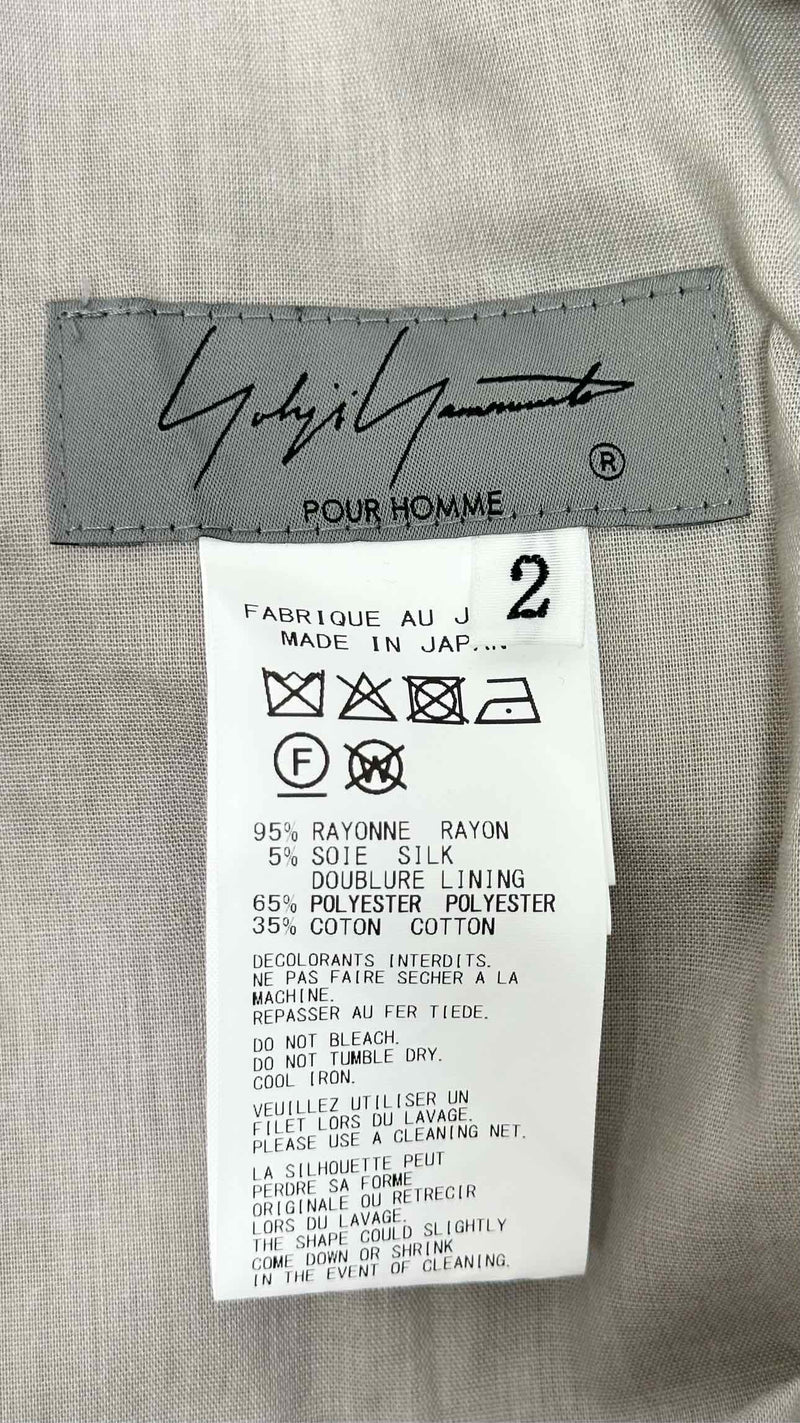 Yohji Yamamoto
®
POUR HOMME
2
FABRIQUE AU J
MADE IN JAPAN
F
W
95% RAYONNE RAYON
5% SOIE SILK
DOUBLURE LINING
65% POLYESTER POLYESTER
35% COTON COTTON
DECOLORANTS INTERDITS.
NE PAS FAIRE SECHER A LA
MACHINE.
REPASSER AU FER TIEDE.
DO NOT BLEACH.
DO NOT TUMBLE DRY.
COOL IRON.
VEUILLEZ UTILISER UN
FILET LORS DU LAVAGE.
PLEASE USE A CLEANING NET.
LA SILHOUETTE PEUT
PERDRE SA FORME
ORIGINALE OU RETRECIR
LORS DU LAVAGE.
THE SHAPE COULD SLIGHTLY
COME DOWN OR SHRINK
IN THE EVENT OF CLEANING.